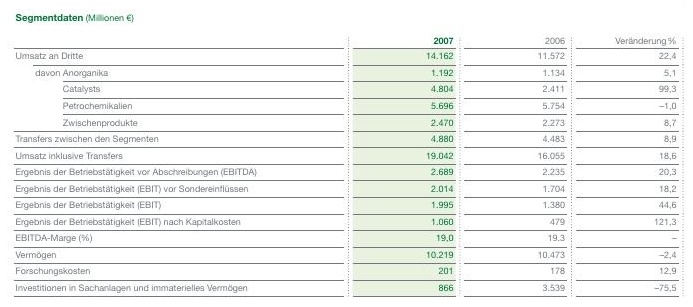 Segmentdaten (Millionen €)
2007 2006 Veränderung %
Umsatz an Dritte 14.162 11.572 22,4
davon Anorganika 1.192 1.134 5,1
Catalysts 4.804 2.411 99,3
Petrochemikalien 5.696 5.754 –1,0
Zwischenprodukte 2.470 2.273 8,7
Transfers zwischen den Segmenten 4.880 4.483 8,9
Umsatz inklusive Transfers 19.042 16.055 18,6
Ergebnis der Betriebstätigkeit vor Abschreibungen (EBITDA) 2.689 2.235 20,3
Ergebnis der Betriebstätigkeit (EBIT) vor Sondereinflüssen 2.014 1.704 18,2
Ergebnis der Betriebstätigkeit (EBIT) 1.995 1.380 44,6
Ergebnis der Betriebstätigkeit (EBIT) nach Kapitalkosten 1.060 479 121,3
EBITDA-Marge (%) 19,0 19,3 –
Vermögen 10.219 10.473 –2,4
Forschungskosten 201 178 12,9
Investitionen in Sachanlagen und immaterielles Vermögen 866 3.539 –75,5